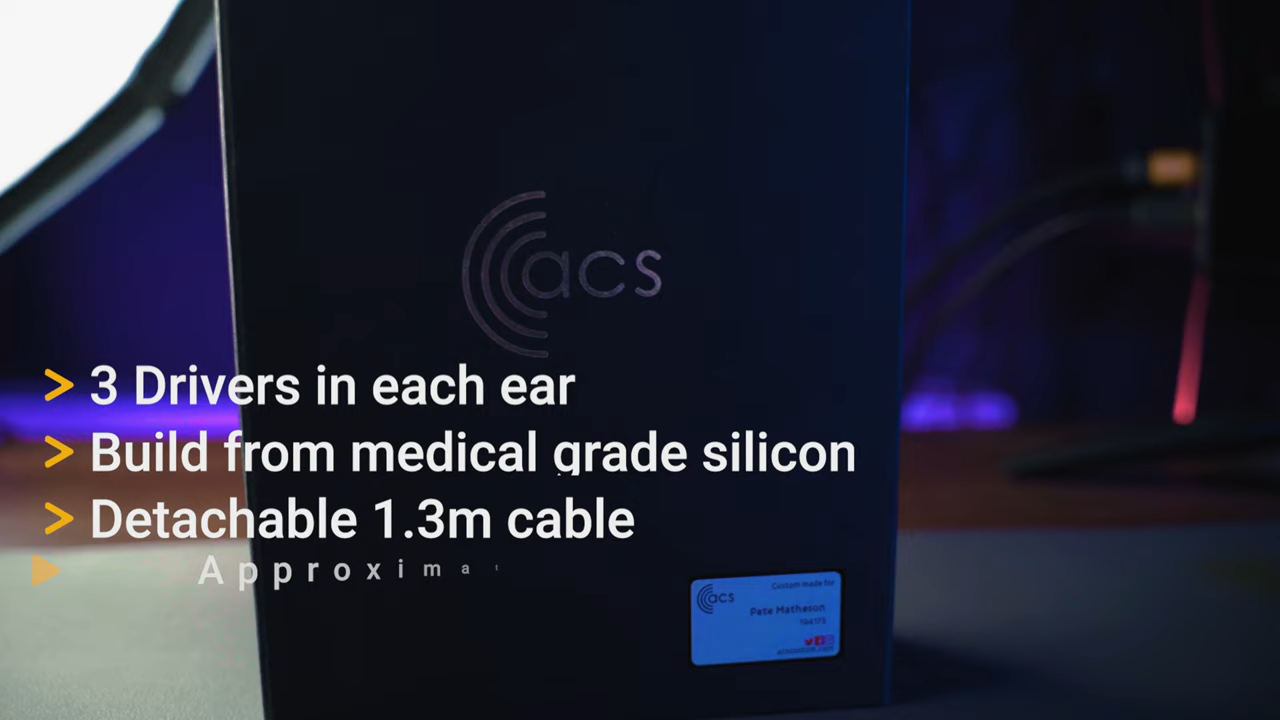 acs
> 3 Drivers in each ear
> Build from medical grade silicon
> Detachable 1.3m cable
Approxima
acs
Custom made for
Pete Matheson